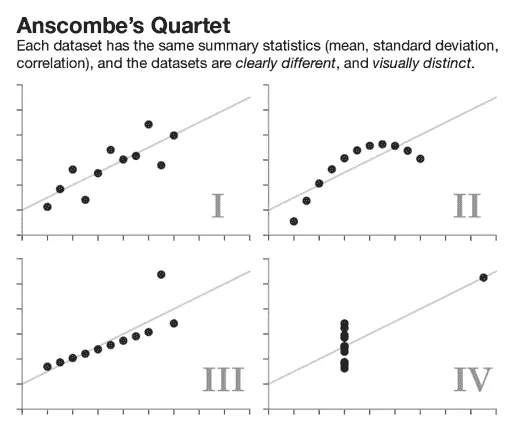 Anscombe’s Quartet
Each dataset has the same summary statistics (mean, standard deviation,
correlation), and the datasets are clearly different, and visually distinct.
I
II
III
IV